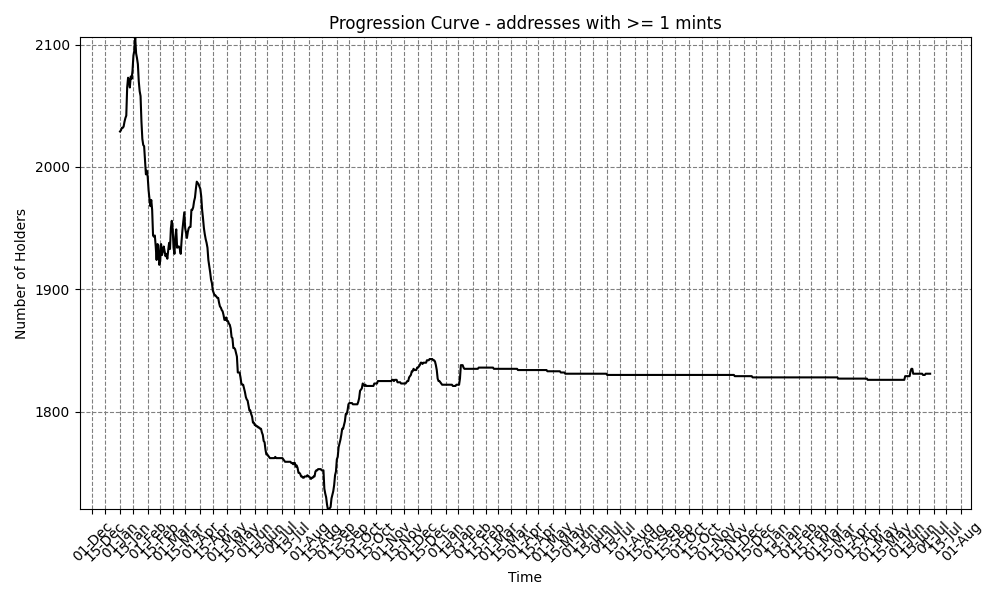 Progression Curve - addresses with >= 1 mints
Number of Holders
2100
2000
1900
1800
01-Dec
15-Dec
01-Jan
15-Jan
01-Feb
15-Feb
01-Mar
15-Mar
01-Apr
15-Apr
01-May
15-May
01-Jun
15-Jun
01-Jul
15-Jul
01-Aug
15-Aug
01-Sep
15-Sep
01-Oct
15-Oct
01-Nov
15-Nov
01-Dec
15-Dec
01-Jan
15-Jan
01-Feb
15-Feb
01-Mar
15-Mar
01-Apr
15-Apr
01-May
15-May
01-Jun
15-Jun
01-Jul
15-Jul
01-Aug
15-Aug
01-Sep
15-Sep
01-Oct
15-Oct
01-Nov
15-Nov
01-Dec
15-Dec
01-Jan
15-Jan
01-Feb
15-Feb
01-Mar
15-Mar
01-Apr
15-Apr
01-May
15-May
01-Jun
15-Jun
01-Jul
15-Jul
01-Aug
Time